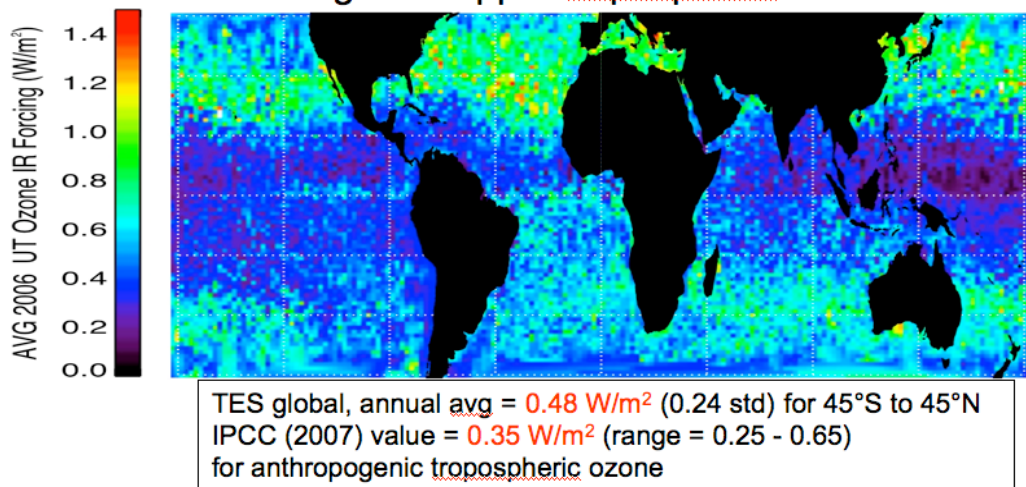 AVG 2006 UT Ozone IR Forcing (W/m²)
1.4
1.2
1.0
0.8
0.6
0.4
0.2
0.0
TES global, annual avg = 0.48 W/m² (0.24 std) for 45°S to 45°N
IPCC (2007) value = 0.35 W/m² (range = 0.25 - 0.65)
for anthropogenic tropospheric ozone